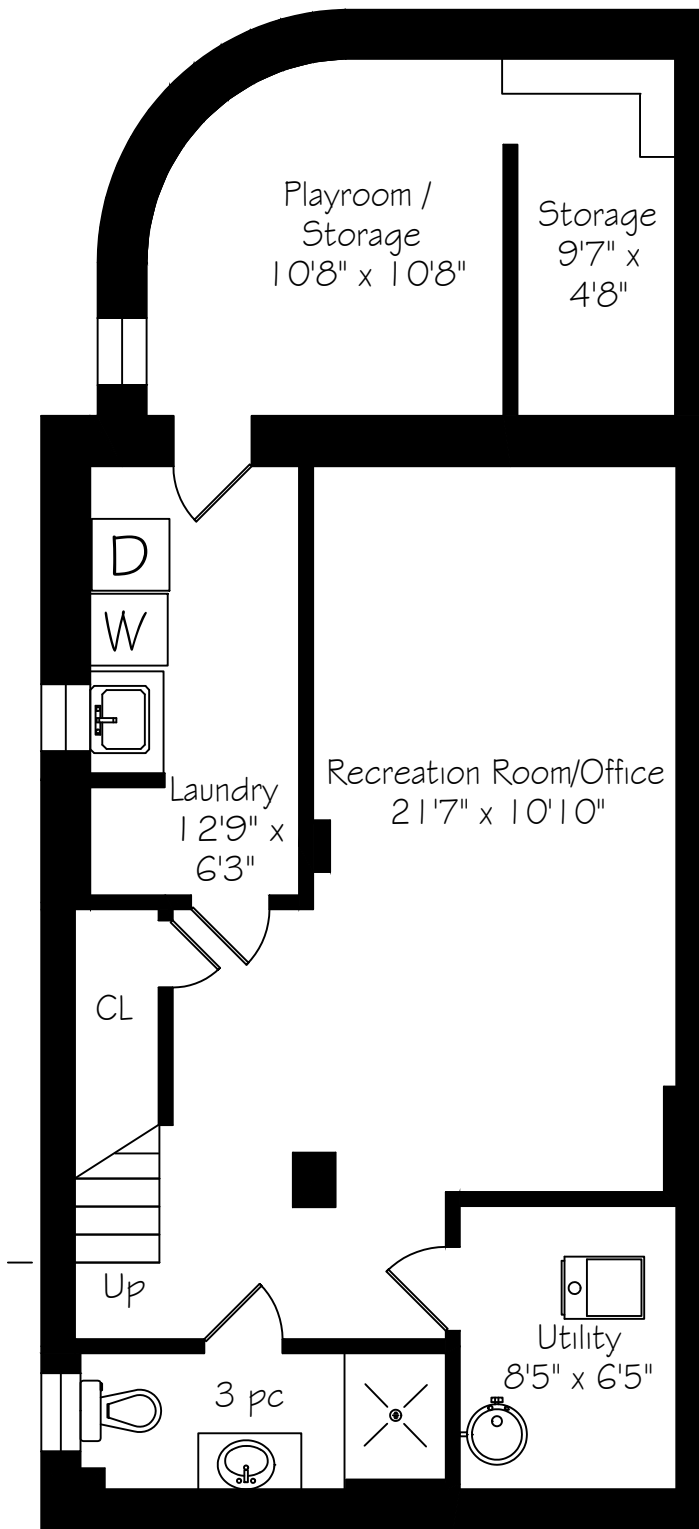 Playroom /
Storage
10'8" x 10'8"
Storage
9'7" x
4'8"
D
W
Laundry
12'9" x
6'3"
Recreation Room/Office
21'7" x 10'10"
CL
Up
3 pc
Utility
8'5" x 6'5"